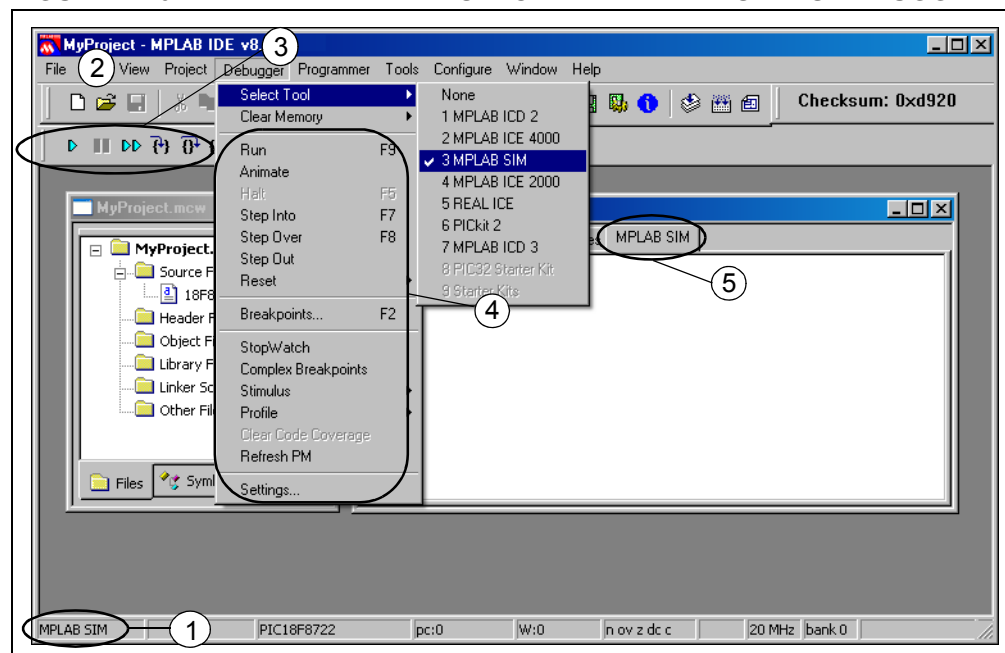 MyProject - MPLAB IDE v8.
3
File 2 View Project Debugger Programmer Tools Configure Window Help
Checksum: 0xd920
Select Tool
Clear Memory
Run F9
Animate
Halt F5
Step Into F7
Step Over F8
Step Out
Reset
Breakpoints... F2
StopWatch
Complex Breakpoints
Stimulus
Profile
Clear Code Coverage
Refresh PM
Settings...
None
1 MPLAB ICD 2
2 MPLAB ICE 4000
3 MPLAB SIM
4 MPLAB ICE 2000
5 REAL ICE
6 PICkit 2
7 MPLAB ICD 3
8 PIC32 Starter Kit
9 Starter Kits
4
MyProject.mcw
MyProject.
Source F
18F8
Header F
Object Fi
Library F
Linker Sc
Other File
Files Symb
MPLAB SIM
5
MPLAB SIM 1 PIC18F8722 pc:0 W:0 n ov z dc c 20 MHz bank 0